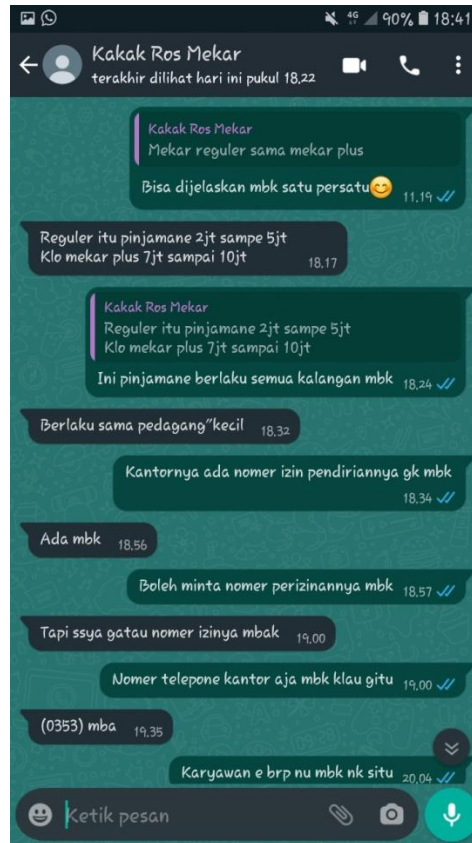 4G 90% 18:41
Kakak Ros Mekar
terakhir dilihat hari ini pukul 18.22
Kakak Ros Mekar
Mekar reguler sama mekar plus
Bisa dijelaskan mbk satu persatu😊 11.19
Reguler itu pinjamane 2jt sampe 5jt
Klo mekar plus 7jt sampai 10jt 18.17
Kakak Ros Mekar
Reguler itu pinjamane 2jt sampe 5jt
Klo mekar plus 7jt sampai 10jt
Ini pinjamane berlaku semua kalangan mbk 18.24
Berlaku sama pedagang"kecil 18.32
Kantornya ada nomer izin pendiriannya gk mbk
18.34
Ada mbk 18.56
Boleh minta nomer perizinannya mbk 18.57
Tapi ssya gatau nomer izinya mbak 19.00
Nomer telepone kantor aja mbk klau gitu 19.00
(0353) mba 19.35
Karyawan e brp nu mbk nk situ 20.04
Ketik pesan